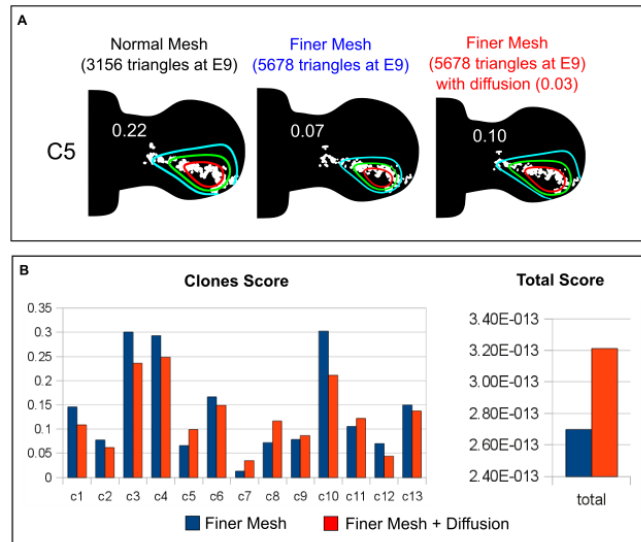 A
Normal Mesh
(3156 triangles at E9)
Finer Mesh
(5678 triangles at E9)
Finer Mesh
(5678 triangles at E9)
with diffusion (0.03)
C5
0.22
0.07
0.10
B
Clones Score
0.35
0.3
0.25
0.2
0.15
0.1
0.05
0
c1 c2 c3 c4 c5 c6 c7 c8 c9 c10 c11 c12 c13
Total Score
3.40E-013
3.20E-013
3.00E-013
2.80E-013
2.60E-013
2.40E-013
total
Finer Mesh
Finer Mesh + Diffusion